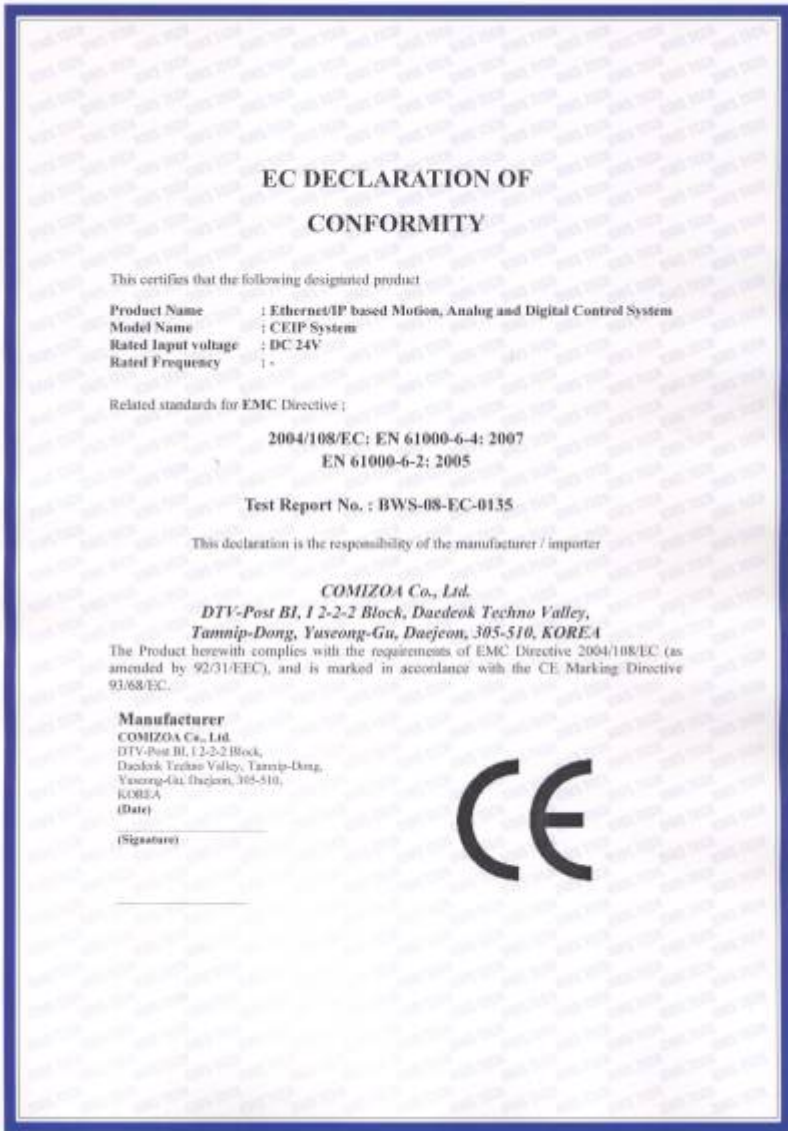 EC DECLARATION OF
CONFORMITY
This certifies that the following designated product
Product Name : Ethernet/IP based Motion, Analog and Digital Control System
Model Name : CEIP System
Rated Input voltage : DC 24V
Rated Frequency : -
Related standards for EMC Directive ;
2004/108/EC: EN 61000-6-4: 2007
EN 61000-6-2: 2005
Test Report No. : BWS-08-EC-0135
This declaration is the responsibility of the manufacturer / importer
COMIZOA Co., Ltd.
DTV-Post BI, I 2-2-2 Block, Daedeok Techno Valley,
Tamnip-Dong, Yuseong-Gu, Daejeon, 305-510, KOREA
The Product herewith complies with the requirements of EMC Directive 2004/108/EC (as
amended by 92/31/EEC), and is marked in accordance with the CE Marking Directive
93/68/EC.
Manufacturer
COMIZOA Co., Ltd.
DTV-Post BI, I 2-2-2 Block,
Daedeok Techno Valley, Tamnip-Dong,
Yuseong-Gu, Daejeon, 305-510,
KOREA
(Date)
(Signature)
CE